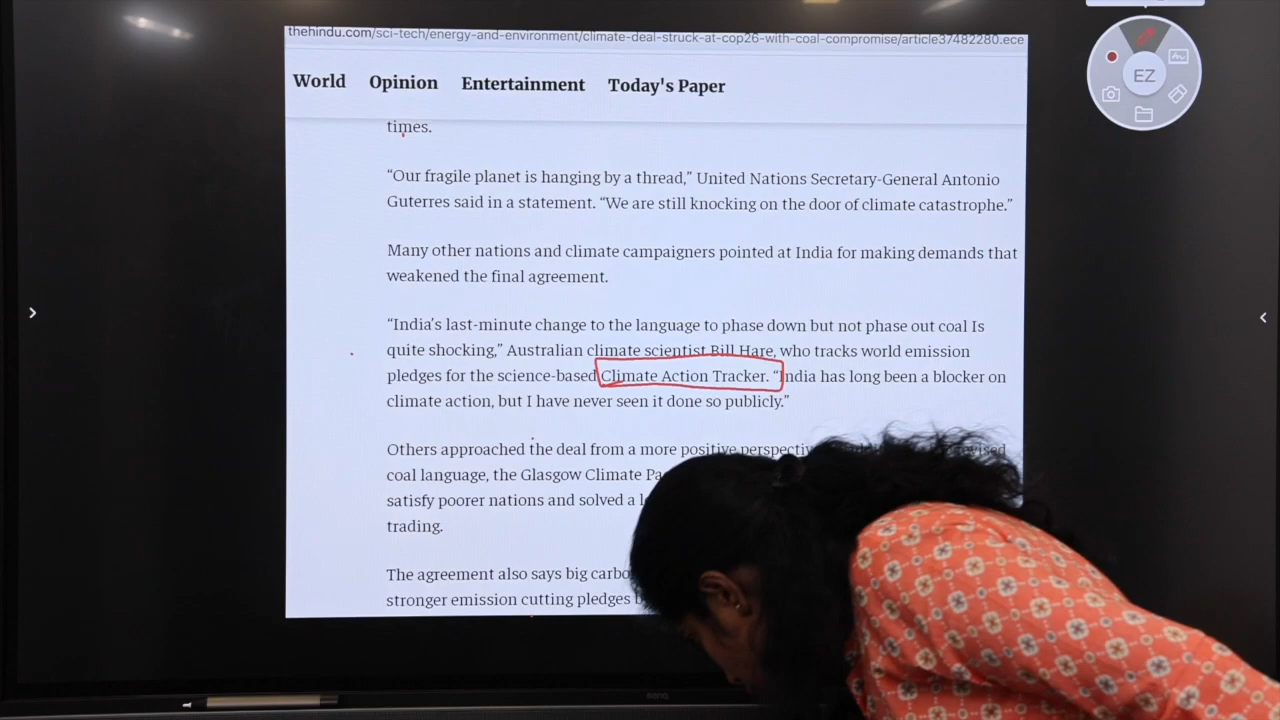 thehindu.com/sci-tech/energy-and-environment/climate-deal-struck-at-cop26-with-coal-compromise/article37482280.ece
World Opinion Entertainment Today's Paper
EZ
times.
“Our fragile planet is hanging by a thread,” United Nations Secretary-General Antonio
Guterres said in a statement. “We are still knocking on the door of climate catastrophe.”
Many other nations and climate campaigners pointed at India for making demands that
weakened the final agreement.
“India’s last-minute change to the language to phase down but not phase out coal Is
quite shocking,” Australian climate scientist Bill Hare, who tracks world emission
pledges for the science-based Climate Action Tracker. “India has long been a blocker on
climate action, but I have never seen it done so publicly.”
Others approached the deal from a more positive
coal language, the Glasgow Climate
satisfy poorer nations and solved a
trading.
The agreement also says big
stronger emission cutting pledges
BenQ